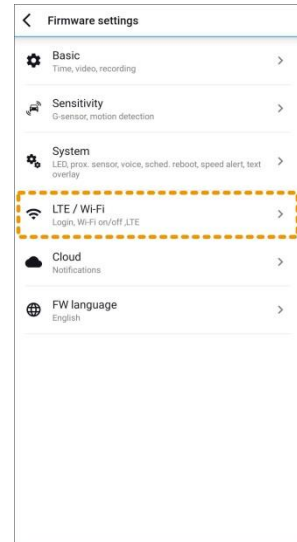 Firmware settings
Basic
Time, video, recording
Sensitivity
G-sensor, motion detection
System
LED, prox. sensor, voice, sched. reboot, speed alert, text
overlay
LTE / Wi-Fi
Login, Wi-Fi on/off ,LTE
Cloud
Notifications
FW language
English